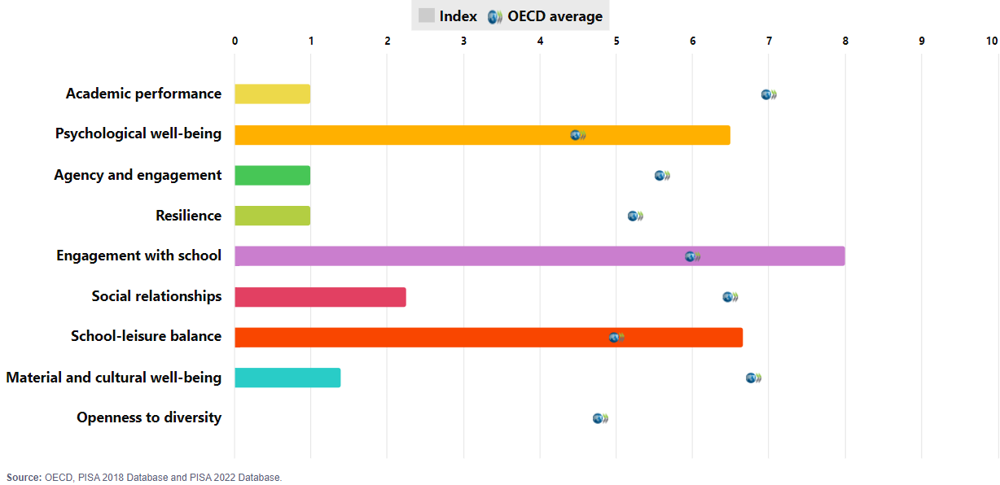 Index OECD average
0 1 2 3 4 5 6 7 8 9 10
Academic performance
Psychological well-being
Agency and engagement
Resilience
Engagement with school
Social relationships
School-leisure balance
Material and cultural well-being
Openness to diversity
Source: OECD, PISA 2018 Database and PISA 2022 Database.